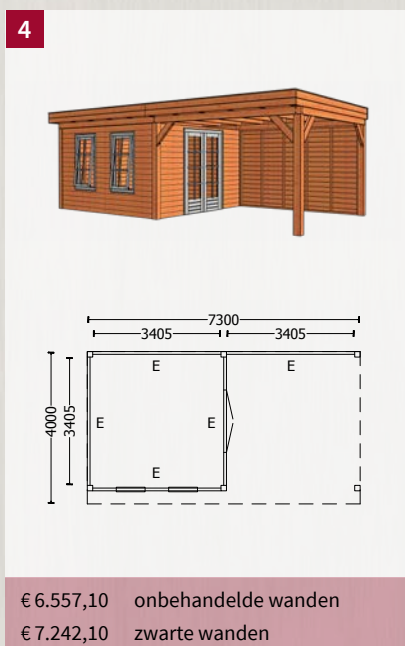 4
7300
3405 3405
4000
3405
E E
E E
E
€ 6.557,10 onbehandelde wanden
€ 7.242,10 zwarte wanden